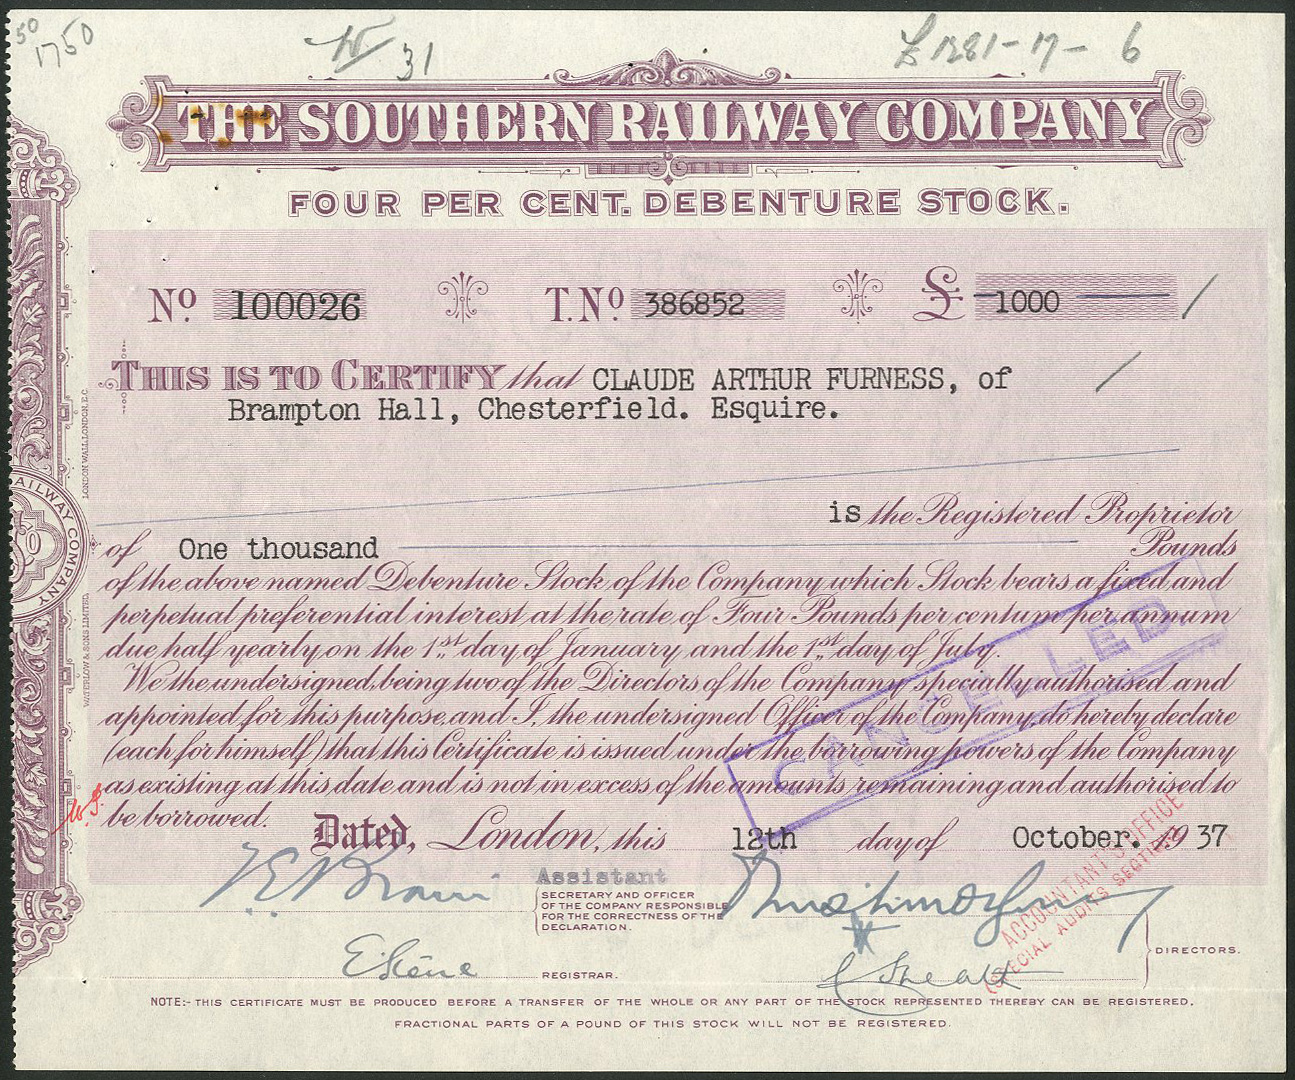 50
1750
31
£1281-17-6
THE SOUTHERN RAILWAY COMPANY
FOUR PER CENT. DEBENTURE STOCK.
No. 100026 T. No. 386852 £ 1000
THIS IS TO CERTIFY that CLAUDE ARTHUR FURNESS, of
Brampton Hall, Chesterfield. Esquire.
is the Registered Proprietor
of One thousand Pounds
of the above named Debenture Stock of the Company which Stock bears a fixed and
perpetual preferential interest at the rate of Four Pounds per centum per annum
due half yearly on the 1st day of January and the 1st day of July.
We the undersigned, being two of the Directors of the Company specially authorised and
appointed for this purpose, and I, the undersigned Officer of the Company, do hereby declare
(each for himself) that this Certificate is issued under the borrowing powers of the Company
as existing at this date and is not in excess of the amounts remaining and authorised to
be borrowed.
CANCELLED
Dated, London, this 12th day of October. 1937
Assistant
SECRETARY AND OFFICER
OF THE COMPANY RESPONSIBLE
FOR THE CORRECTNESS OF THE
DECLARATION.
REGISTRAR.
DIRECTORS.
ACCOUNTANT'S OFFICE
NOTE:- THIS CERTIFICATE MUST BE PRODUCED BEFORE A TRANSFER OF THE WHOLE OR ANY PART OF THE STOCK REPRESENTED THEREBY CAN BE REGISTERED.
FRACTIONAL PARTS OF A POUND OF THIS STOCK WILL NOT BE REGISTERED.
RAILWAY COMPANY
WATERLOW & SONS LIMITED, LONDON WALL, LONDON, E.C.